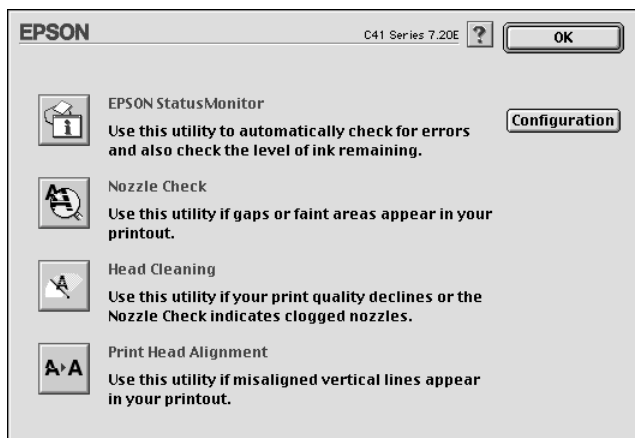 EPSON
C41 Series 7.20E
?
OK
EPSON StatusMonitor
Use this utility to automatically check for errors
and also check the level of ink remaining.
Configuration
Nozzle Check
Use this utility if gaps or faint areas appear in your
printout.
Head Cleaning
Use this utility if your print quality declines or the
Nozzle Check indicates clogged nozzles.
A▸A
Print Head Alignment
Use this utility if misaligned vertical lines appear
in your printout.